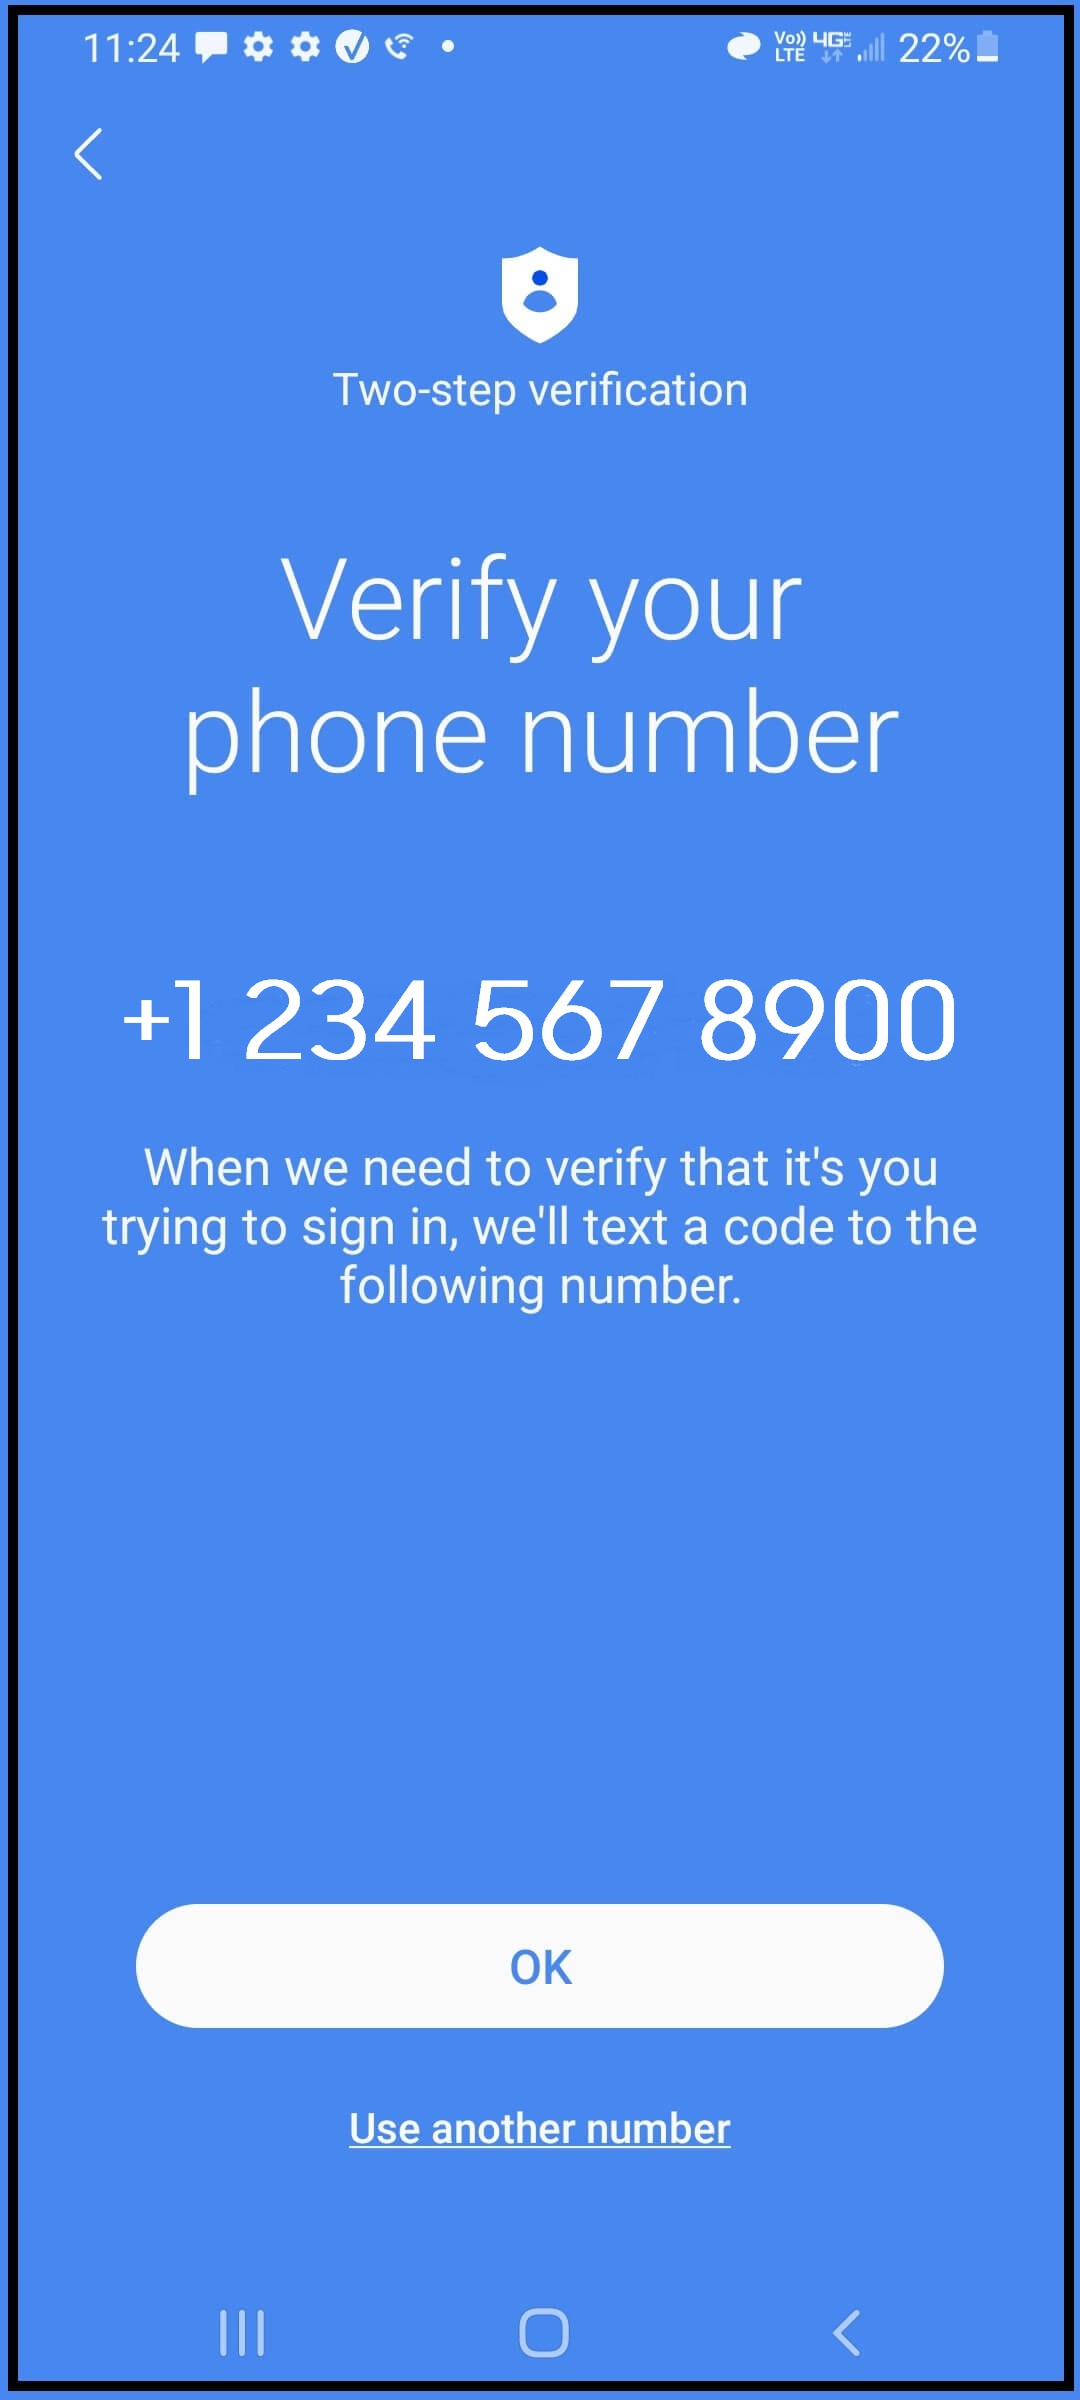 11:24
Vo)) LTE 4G LTE 22%
Two-step verification
Verify your
phone number
+1 234 567 8900
When we need to verify that it's you
trying to sign in, we'll text a code to the
following number.
OK
Use another number